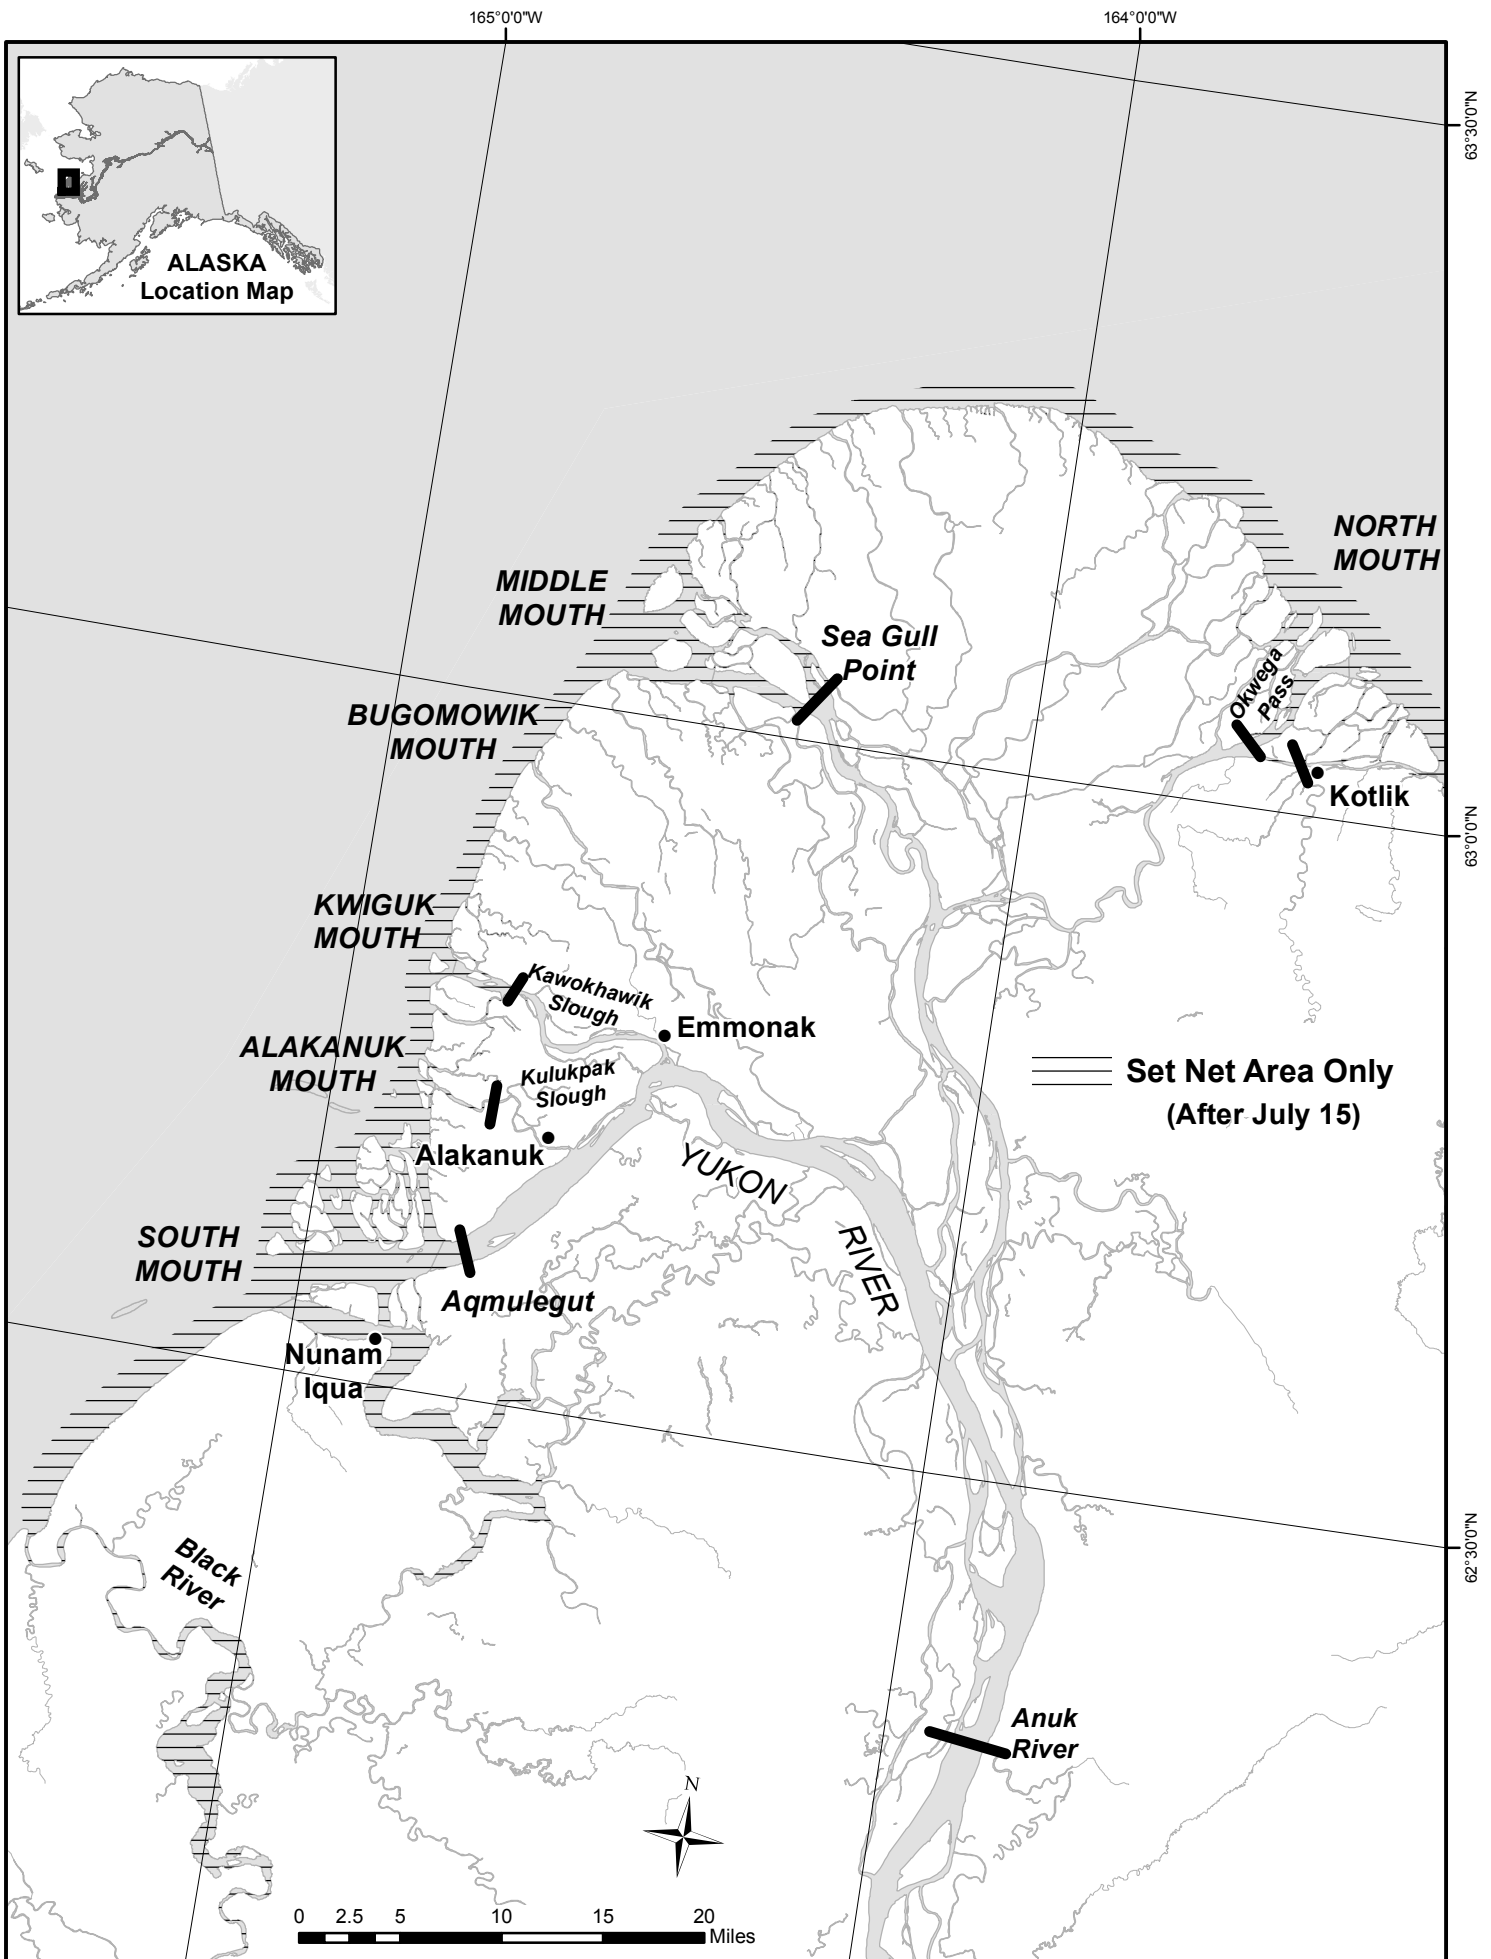 165°0'0"W
164°0'0"W
63°30'0"N
ALASKA
Location Map
NORTH
MOUTH
MIDDLE
MOUTH
Sea Gull
Point
Okwega
Pass
BUGOMOWIK
MOUTH
Kotlik
63°0'0"N
KWIGUK
MOUTH
Kawokhawik
Slough
Emmonak
ALAKANUK
MOUTH
Kulukpak
Slough
Set Net Area Only
(After July 15)
Alakanuk
YUKON
RIVER
SOUTH
MOUTH
Aqmulegut
Nunam
Iqua
62°30'0"N
Black
River
Anuk
River
N
0 2.5 5 10 15 20
Miles